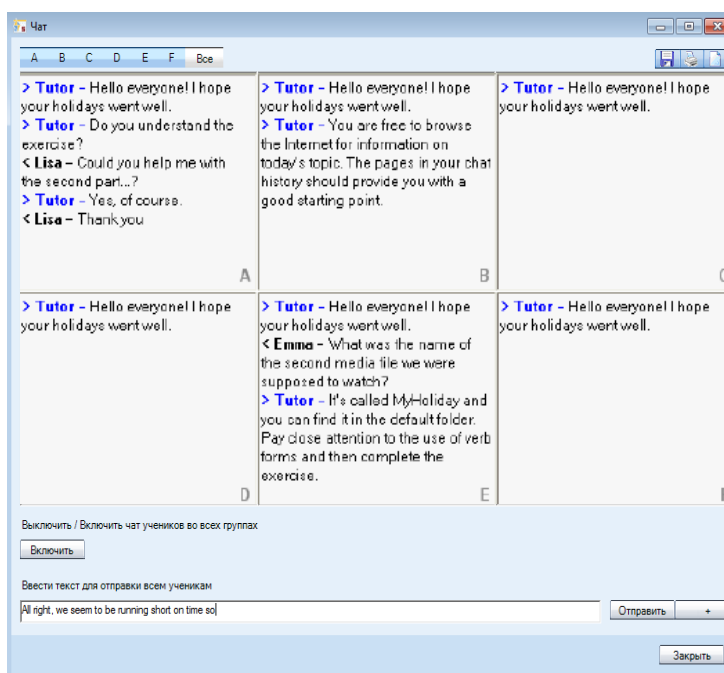 Чат
A B C D E F Все
> Tutor – Hello everyone! I hope
your holidays went well.
> Tutor – Do you understand the
exercise?
< Lisa – Could you help me with
the second part...?
> Tutor – Yes, of course.
< Lisa – Thank you
A
> Tutor – Hello everyone! I hope
your holidays went well.
> Tutor – You are free to browse
the Internet for information on
today's topic. The pages in your chat
history should provide you with a
good starting point.
B
> Tutor – Hello everyone! I hope
your holidays went well.
C
> Tutor – Hello everyone! I hope
your holidays went well.
D
> Tutor – Hello everyone! I hope
your holidays went well.
< Emma – What was the name of
the second media file we were
supposed to watch?
> Tutor – It's called MyHoliday and
you can find it in the default folder.
Pay close attention to the use of verb
forms and then complete the
exercise.
E
> Tutor – Hello everyone! I hope
your holidays went well.
Выключить / Включить чат учеников во всех группах
Включить
Ввести текст для отправки всем ученикам
All right, we seem to be running short on time so
Отправить +
Закрыть